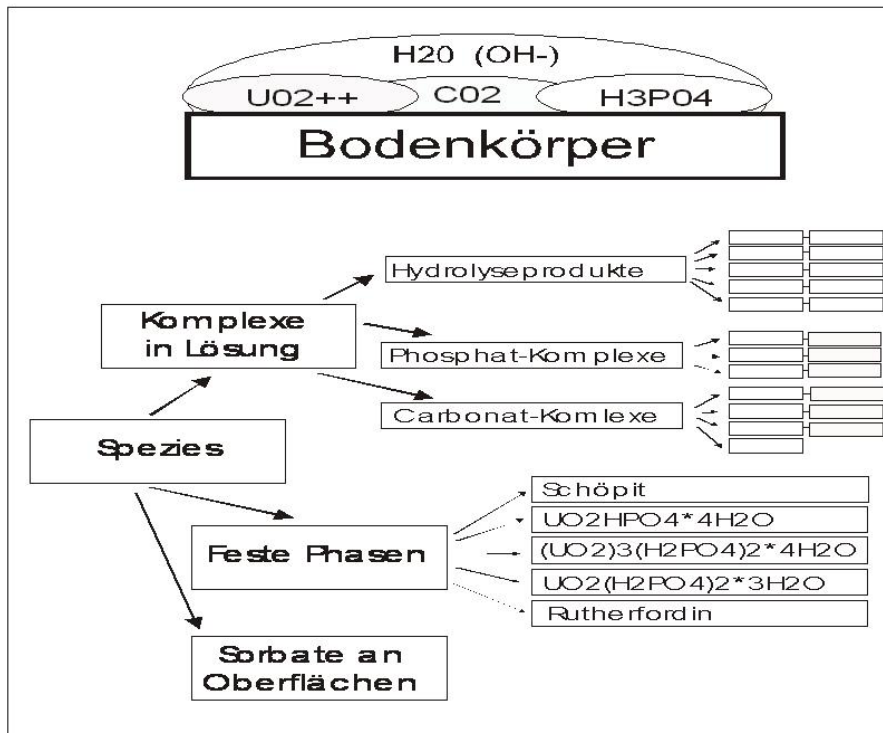 H20 (OH-)
U02++ C02 H3P04
Bodenkörper
Hydrolyseprodukte
Komplexe
in Lösung
Phosphat-Komplexe
Carbonat-Komlexe
Spezies
Schöpit
UO2HPO4*4H2O
Feste Phasen
(UO2)3(H2PO4)2*4H2O
UO2(H2PO4)2*3H2O
Rutherfordin
Sorbate an
Oberflächen